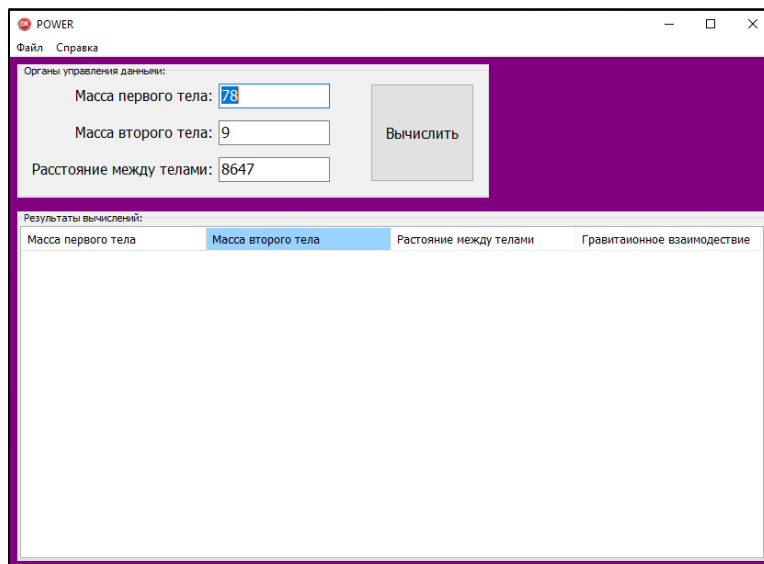 POWER
Файл Справка
Органы управления данными:
Масса первого тела: 78
Масса второго тела: 9
Вычислить
Расстояние между телами: 8647
Результаты вычислений:
Масса первого тела Масса второго тела Растояние между телами Гравитаионное взаимодествие